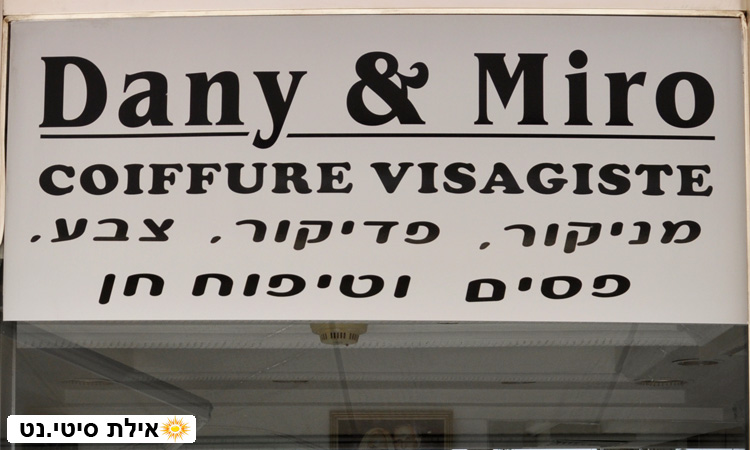 Dany & Miro
COIFFURE VISAGISTE
מניקור, פדיקור, צבע,
פסים וטיפוח חן
אילת סיטי.נט